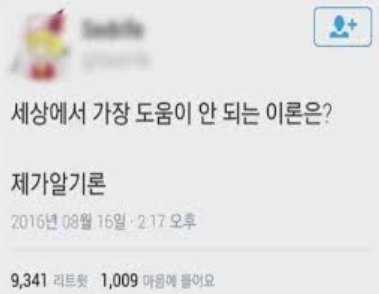 세상에서 가장 도움이 안 되는 이론은?
제가알기론
2016년 08월 16일 · 2:17 오후
9,341 리트윗 1,009 마음에 들어요